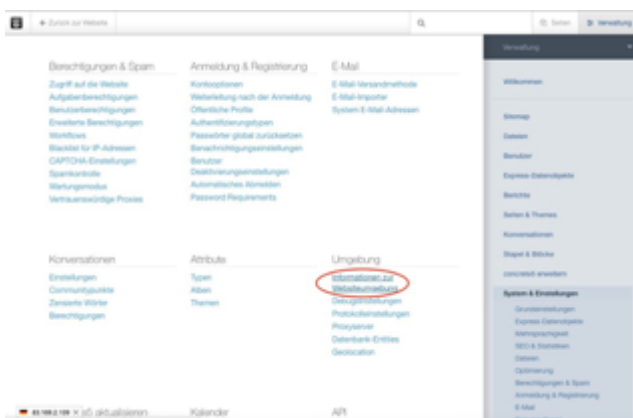 Zurück zur Website
Seiten
Verwaltung
Berechtigungen & Spam
Zugriff auf die Website
Aufgabenberechtigungen
Benutzerberechtigungen
Erweiterte Berechtigungen
Workflows
Blacklist für IP-Adressen
CAPTCHA-Einstellungen
Spamkontrolle
Wartungsmodus
Vertrauenswürdige Proxies
Anmeldung & Registrierung
Kontooptionen
Weiterleitung nach der Anmeldung
Öffentliche Profile
Authentifizierungstypen
Passwörter global zurücksetzen
Benachrichtigungseinstellungen
Benutzer
Deaktivierungseinstellungen
Automatisches Abmelden
Password Requirements
E-Mail
E-Mail-Versandmethode
E-Mail-Importer
System E-Mail-Adressen
Konversationen
Einstellungen
Communitypunkte
Zensierte Wörter
Berechtigungen
Attribute
Typen
Alben
Themen
Umgebung
Informationen zur
Websiteumgebung
Debugeinstellungen
Protokolleinstellungen
Proxyserver
Datenbank-Entities
Geolocation
aktualisieren
Kalender
API
Verwaltung
Willkommen
Sitemap
Dateien
Benutzer
Express-Datenobjekte
Berichte
Seiten & Themes
Konversationen
Stapel & Blöcke
concrete5 erweitern
System & Einstellungen
Grundeinstellungen
Express-Datenobjekte
Mehrsprachigkeit
SEO & Statistiken
Dateien
Optimierung
Berechtigungen & Spam
Anmeldung & Registrierung
E-Mail